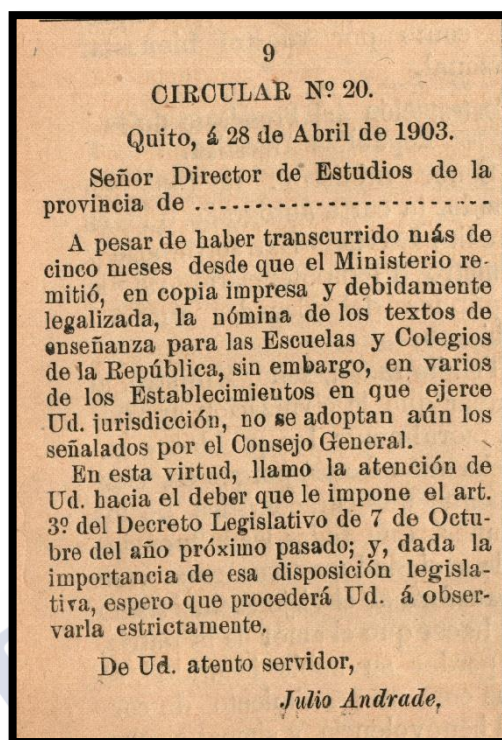 9
CIRCULAR Nº 20.
Quito, á 28 de Abril de 1903.
Señor Director de Estudios de la
provincia de .......................
A pesar de haber transcurrido más de
cinco meses desde que el Ministerio re-
mitió, en copia impresa y debidamente
legalizada, la nómina de los textos de
enseñanza para las Escuelas y Colegios
de la República, sin embargo, en varios
de los Establecimientos en que ejerce
Ud. jurisdicción, no se adoptan aún los
señalados por el Consejo General.
En esta virtud, llamo la atención de
Ud. hacia el deber que le impone el art.
3º del Decreto Legislativo de 7 de Octu-
bre del año próximo pasado; y, dada la
importancia de esa disposición legisla-
tiva, espero que procederá Ud. á obser-
varla estrictamente.
De Ud. atento servidor,
Julio Andrade.